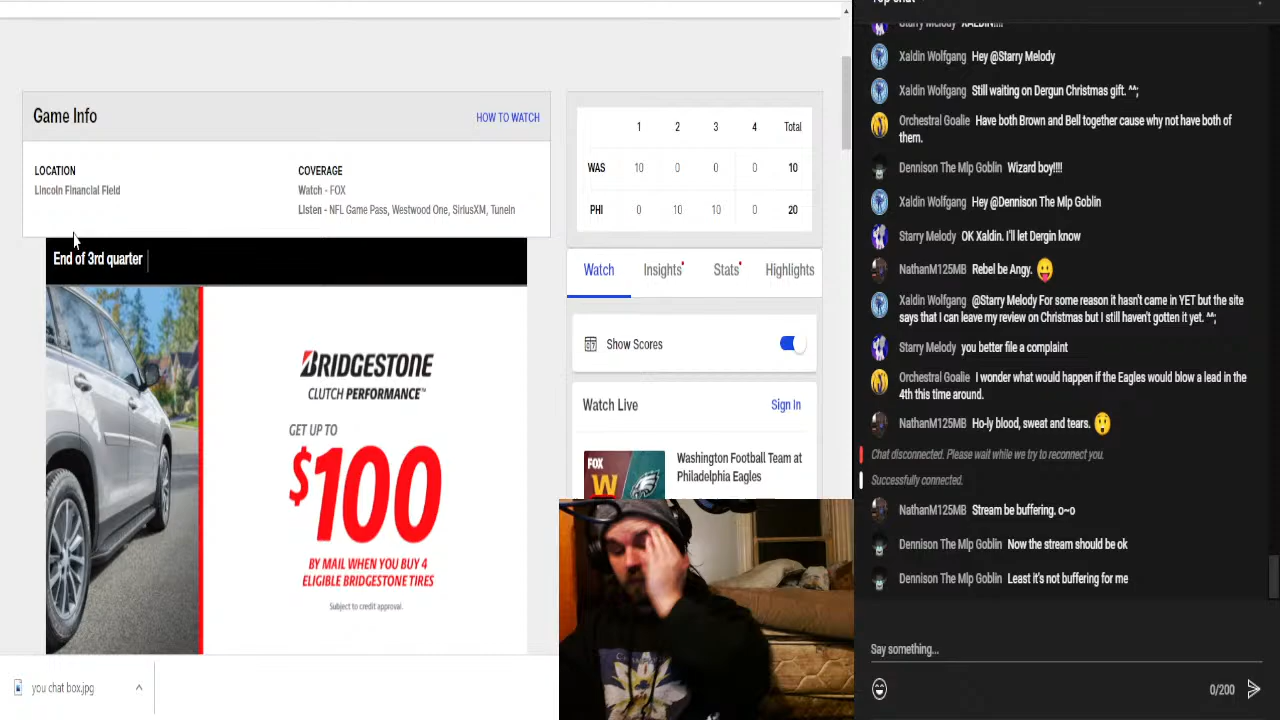 Game Info
HOW TO WATCH
LOCATION
Lincoln Financial Field
COVERAGE
Watch - FOX
Listen - NFL Game Pass, Westwood One, SiriusXM, TuneIn
End of 3rd quarter
BRIDGESTONE
CLUTCH PERFORMANCE™
GET UP TO
$100
BY MAIL WHEN YOU BUY 4
ELIGIBLE BRIDGESTONE TIRES
Subject to credit approval.
you chat box.jpg
1 2 3 4 Total
WAS 10 0 0 0 10
PHI 0 10 10 0 20
Watch Insights Stats Highlights
Show Scores
Watch Live
Sign In
FOX
W
Washington Football Team at
Philadelphia Eagles
Starry Melody XALDIN!!!!
Xaldin Wolfgang Hey @Starry Melody
Xaldin Wolfgang Still waiting on Dergun Christmas gift. ^^;
Orchestral Goalie Have both Brown and Bell together cause why not have both of
them.
Dennison The Mlp Goblin Wizard boy!!!!
Xaldin Wolfgang Hey @Dennison The Mlp Goblin
Starry Melody OK Xaldin. I'll let Dergin know
NathanM125MB Rebel be Angy. 😛
Xaldin Wolfgang @Starry Melody For some reason it hasn't came in YET but the site
says that I can leave my review on Christmas but I still haven't gotten it yet. ^^;
Starry Melody you better file a complaint
Orchestral Goalie I wonder what would happen if the Eagles would blow a lead in the
4th this time around.
NathanM125MB Ho-ly blood, sweat and tears. 😲
Chat disconnected. Please wait while we try to reconnect you.
Successfully connected.
NathanM125MB Stream be buffering. o~o
Dennison The Mlp Goblin Now the stream should be ok
Dennison The Mlp Goblin Least it's not buffering for me
Say something...
0/200